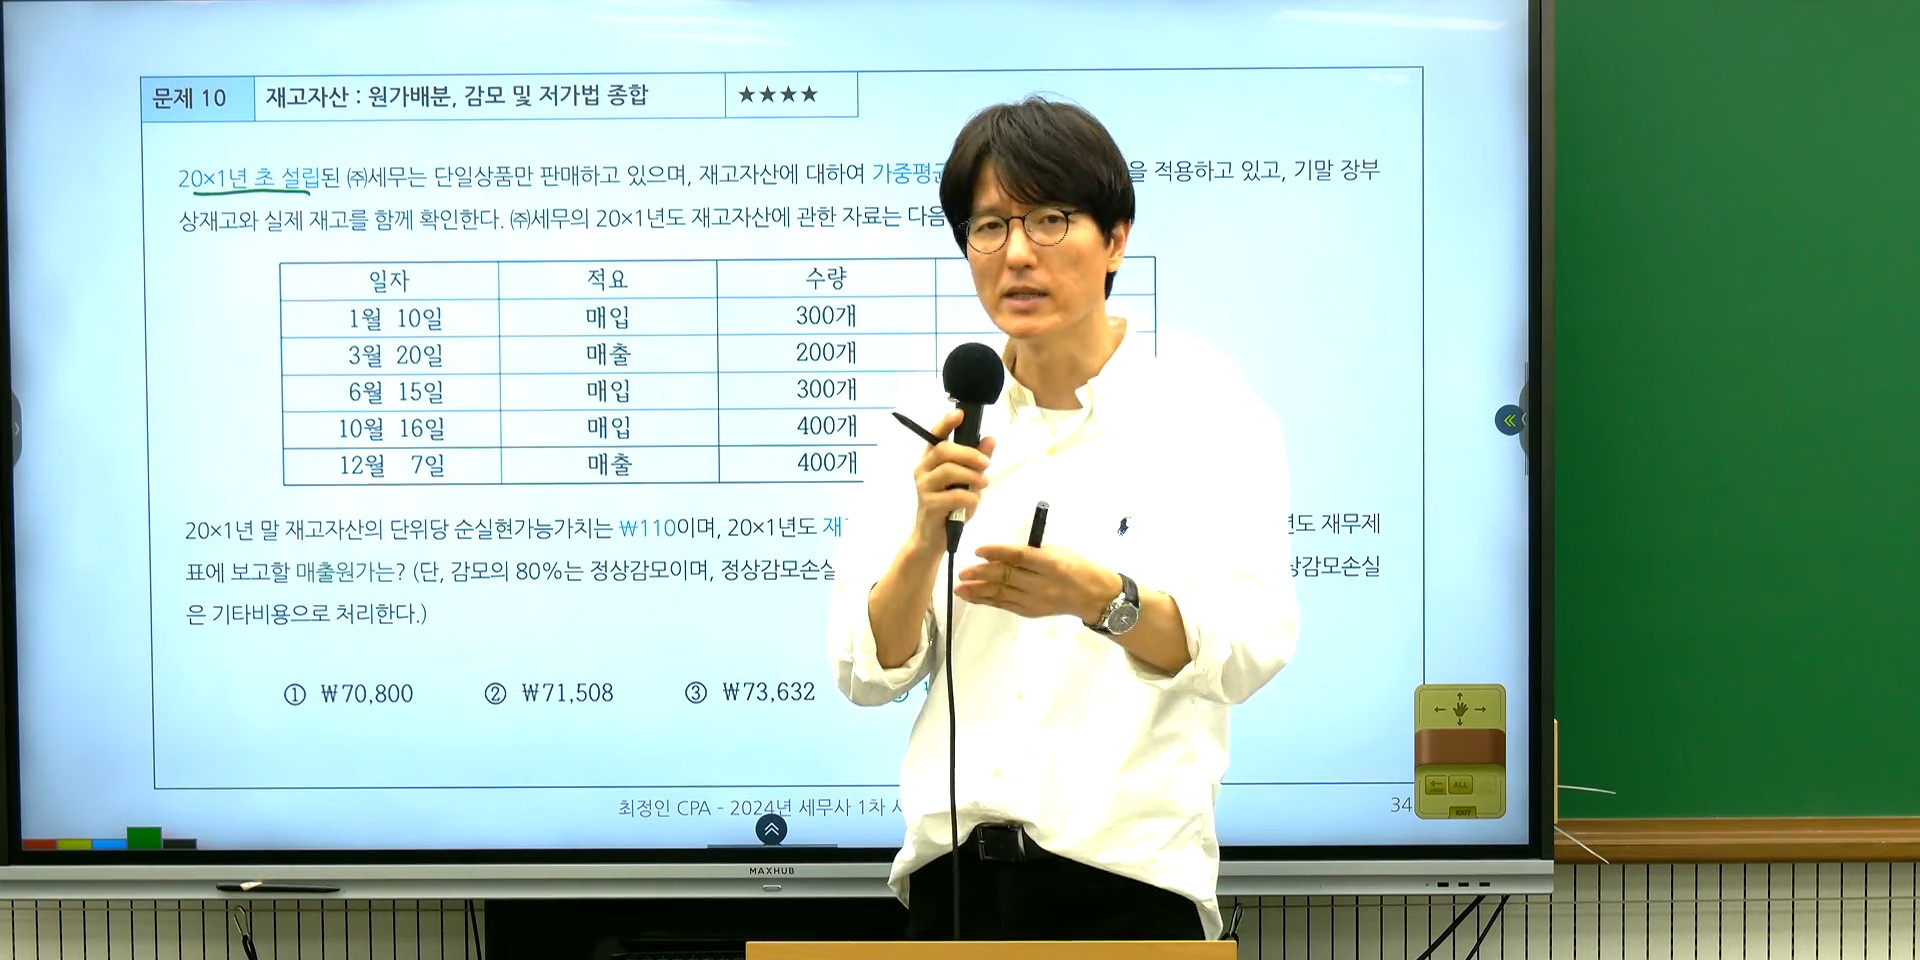 문제 10 재고자산 : 원가배분, 감모 및 저가법 종합 ★★★★
20×1년 초 설립된 ㈜세무는 단일상품만 판매하고 있으며, 재고자산에 대하여 가중평균 을 적용하고 있고, 기말 장부
상재고와 실제 재고를 함께 확인한다. ㈜세무의 20×1년도 재고자산에 관한 자료는 다음
일자 적요 수량
1월 10일 매입 300개
3월 20일 매출 200개
6월 15일 매입 300개
10월 16일 매입 400개
12월 7일 매출 400개
20×1년 말 재고자산의 단위당 순실현가능가치는 ₩110이며, 20×1년도 재 년도 재무제
표에 보고할 매출원가는? (단, 감모의 80%는 정상감모이며, 정상감모손실 상감모손실
은 기타비용으로 처리한다.)
① ₩70,800 ② ₩71,508 ③ ₩73,632
최정인 CPA - 2024년 세무사 1차 34
ALL
EXIT
MAXHUB